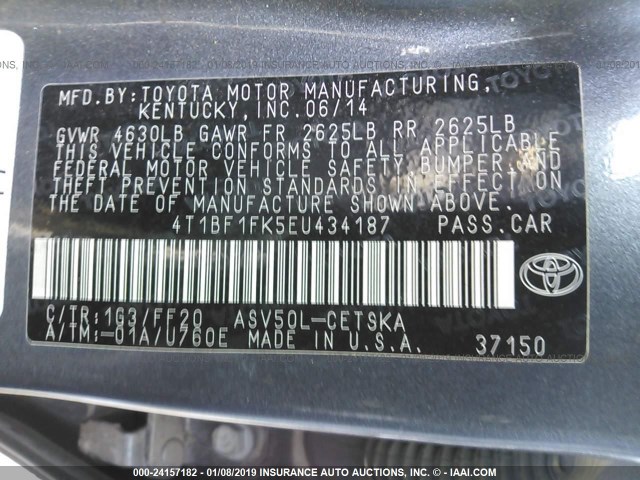 MFD.BY:TOYOTA MOTOR MANUFACTURING,
KENTUCKY,INC.06/14
GVWR 4630LB GAWR FR 2625LB RR 2625LB
THIS VEHICLE CONFORMS TO ALL APPLICABLE
FEDERAL MOTOR VEHICLE SAFETY,BUMPER,AND
THEFT PREVENTION STANDARDS IN EFFECT ON
THE DATE OF MANUFACTURE SHOWN ABOVE.
4T1BF1FK5EU434187 PASS.CAR
C/TR:1G3/FF20 ASV50L-CETSKA
A/TM:-01A/U760E MADE IN U.S.A. 37150
TOYOTA
000-24157182 - 01/08/2019 INSURANCE AUTO AUCTIONS, INC. - IAAI.COM